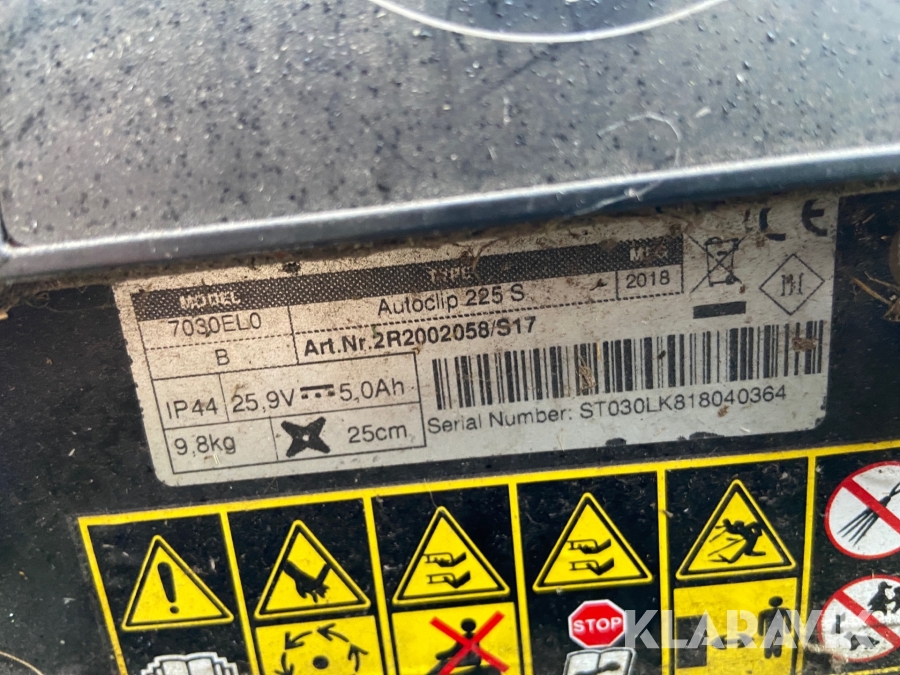 MODEL TYPE
7030EL0 Autoclip 225 S 2018
B Art.Nr.2R2002058/S17
IP44 25,9V 5,0Ah
9,8kg 25cm
Serial Number: ST030LK818040364
CE
STOP
KLARAVIK